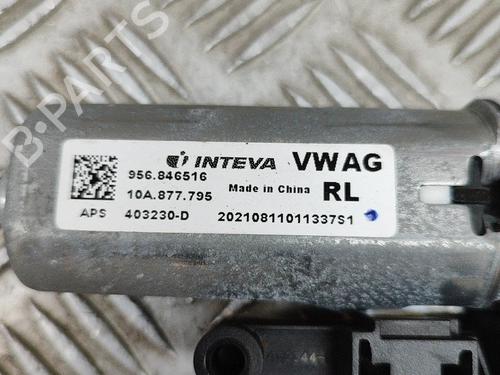 B-PARTS
INTEVA VWAG
956.846516
10A.877.795 Made in China RL
APS 403230-D 20210811011337S1